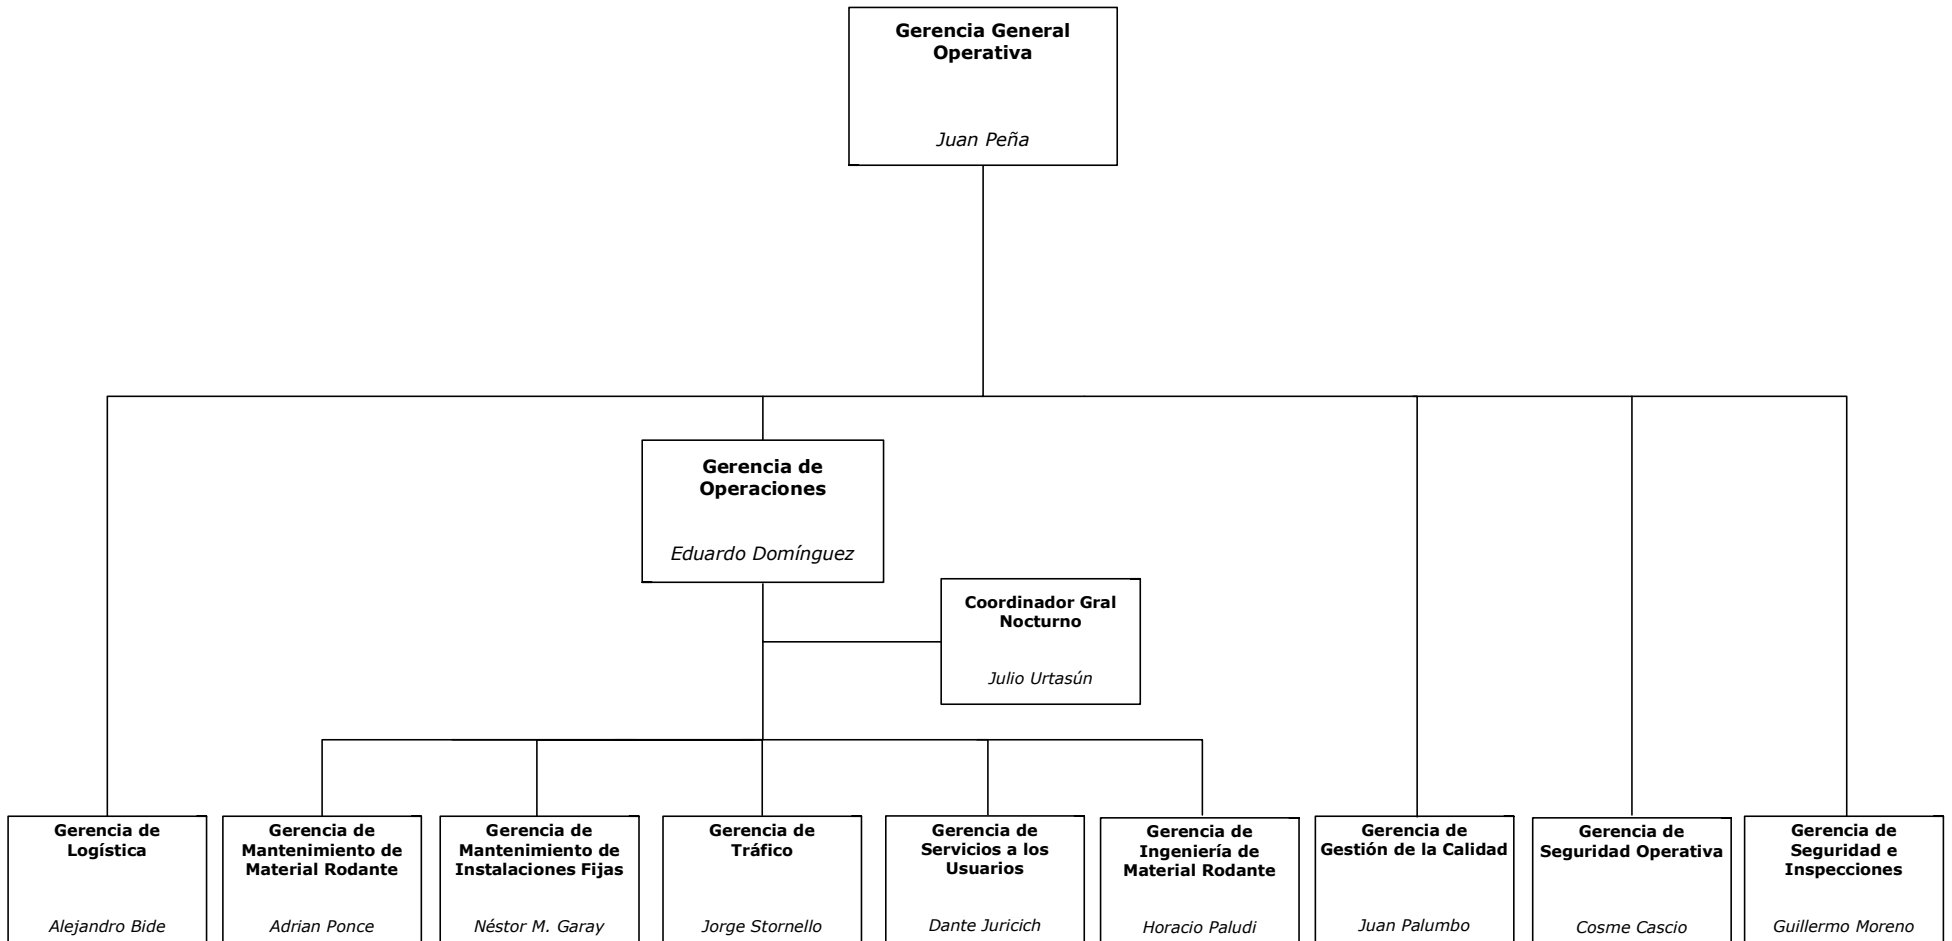 Gerencia General
Operativa
Juan Peña
Gerencia de
Operaciones
Eduardo Domínguez
Coordinador Gral
Nocturno
Julio Urtasún
Gerencia de
Logística
Alejandro Bide
Gerencia de
Mantenimiento de
Material Rodante
Adrian Ponce
Gerencia de
Mantenimiento de
Instalaciones Fijas
Néstor M. Garay
Gerencia de
Tráfico
Jorge Stornello
Gerencia de
Servicios a los
Usuarios
Dante Juricich
Gerencia de
Ingeniería de
Material Rodante
Horacio Paludi
Gerencia de
Gestión de la Calidad
Juan Palumbo
Gerencia de
Seguridad Operativa
Cosme Cascio
Gerencia de
Seguridad e
Inspecciones
Guillermo Moreno